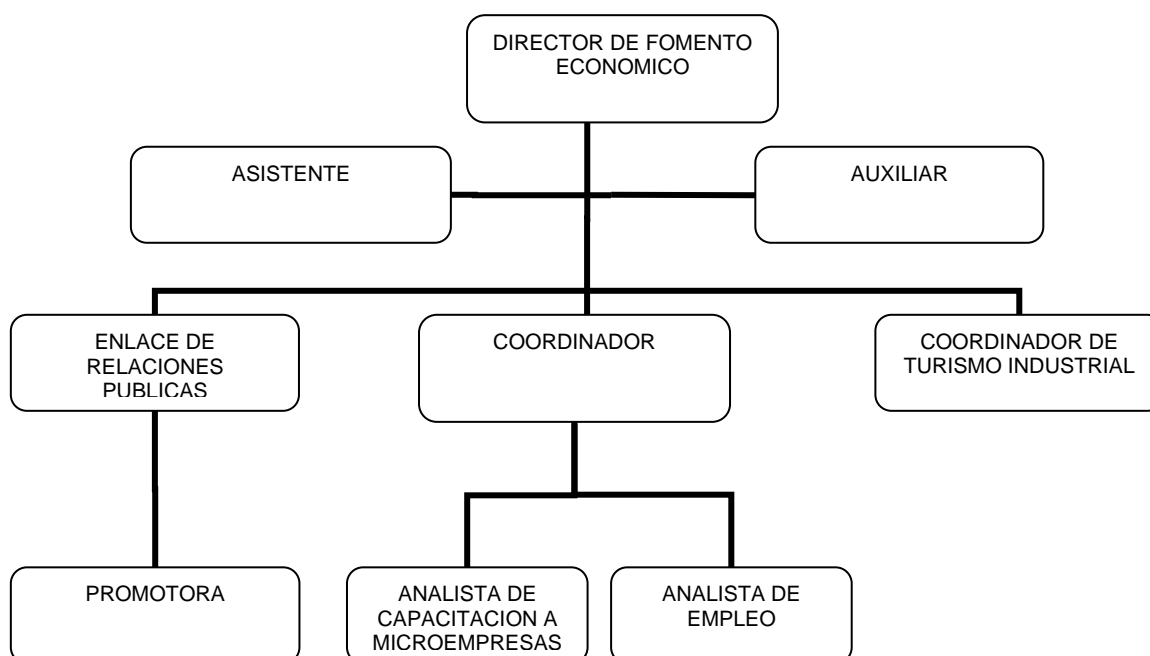 DIRECTOR DE FOMENTO
ECONOMICO
ASISTENTE
AUXILIAR
ENLACE DE
RELACIONES
PUBLICAS
COORDINADOR
COORDINADOR DE
TURISMO INDUSTRIAL
PROMOTORA
ANALISTA DE
CAPACITACION A
MICROEMPRESAS
ANALISTA DE
EMPLEO